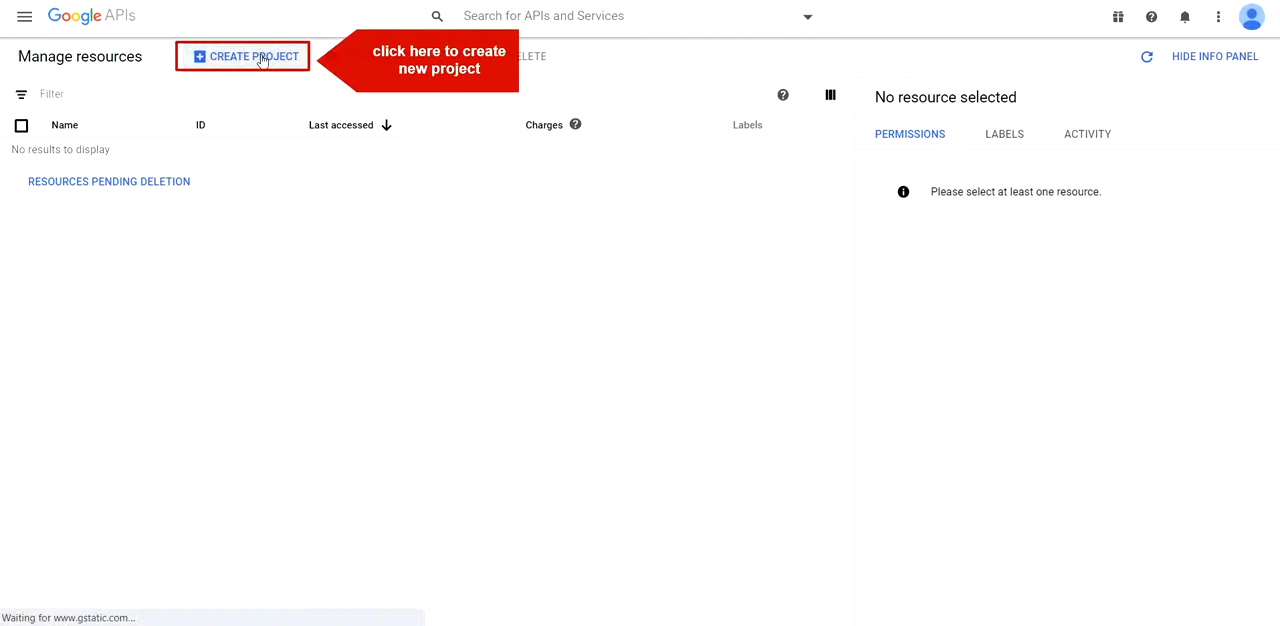 Google APIs
Search for APIs and Services
Manage resources
CREATE PROJECT
click here to create
new project
ELETE
HIDE INFO PANEL
Filter
Name
ID
Last accessed
Charges
Labels
No results to display
RESOURCES PENDING DELETION
No resource selected
PERMISSIONS
LABELS
ACTIVITY
Please select at least one resource.
Waiting for www.gstatic.com...